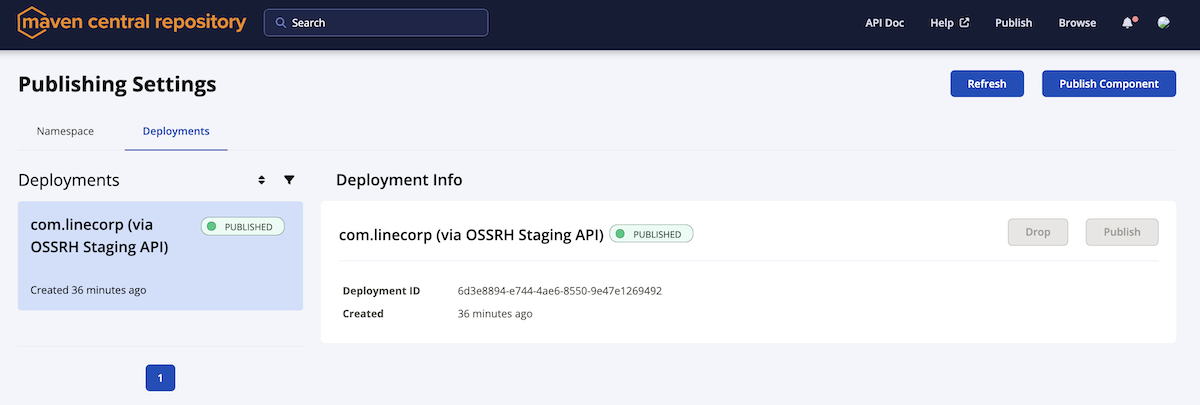 maven central repository
Search
API Doc
Help
Publish
Browse
Publishing Settings
Refresh
Publish Component
Namespace
Deployments
Deployments
com.linecorp (via
OSSRH Staging API)
PUBLISHED
Created 36 minutes ago
1
Deployment Info
com.linecorp (via OSSRH Staging API)
PUBLISHED
Drop
Publish
Deployment ID 6d3e8894-e744-4ae6-8550-9e47e1269492
Created 36 minutes ago